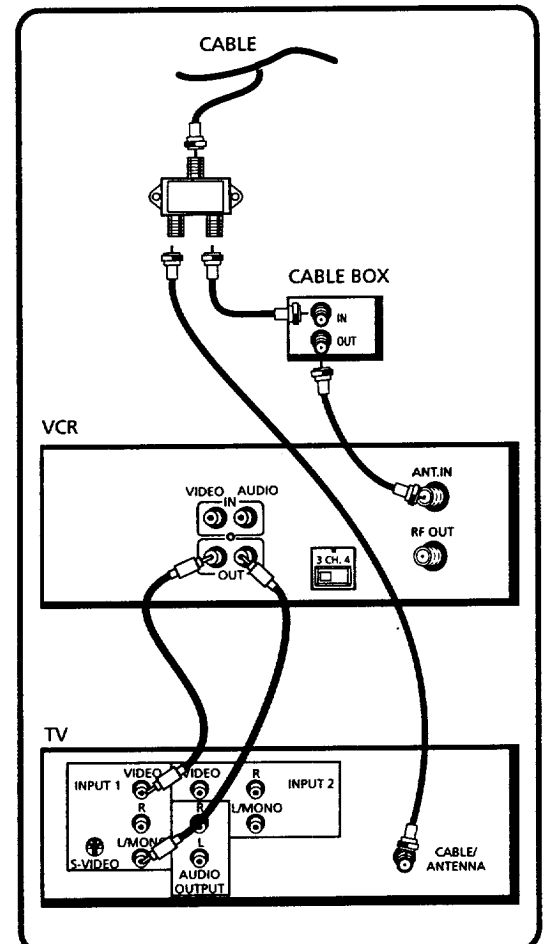 CABLE
CABLE BOX
IN
OUT
VCR
ANT.IN
VIDEO AUDIO
IN
RF OUT
3 CH. 4
OUT
TV
INPUT 1
VIDEO
VIDEO
R
INPUT 2
R
R
L/MONO
L/MONO
S-VIDEO
L
AUDIO
OUTPUT
CABLE/
ANTENNA